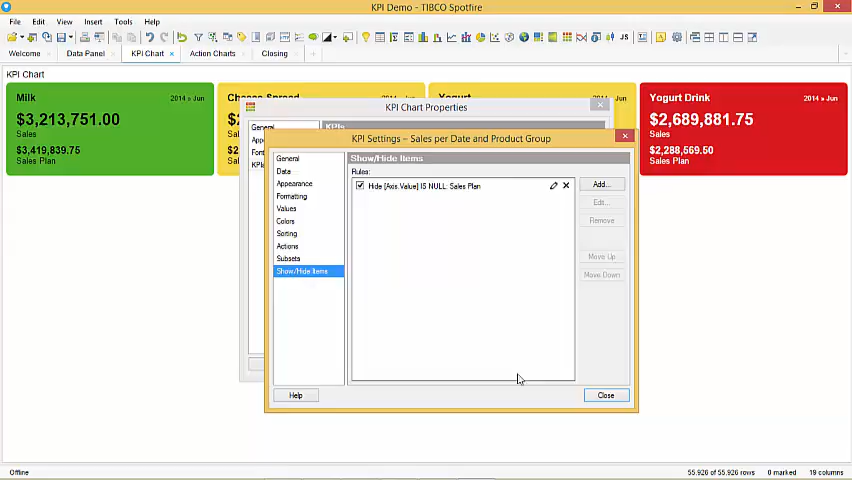 KPI Demo - TIBCO Spotfire
File Edit View Insert Tools Help
Welcome Data Panel KPI Chart Action Charts Closing
KPI Chart
Milk 2014 » Jun
$3,213,751.00
Sales
$3,419,839.75
Sales Plan
Yogurt Drink 2014 » Jun
$2,689,881.75
Sales
$2,288,569.50
Sales Plan
KPI Chart Properties
General
KPIs
KPI Settings – Sales per Date and Product Group
General
Data
Appearance
Formatting
Values
Colors
Sorting
Actions
Subsets
Show/Hide Items
Show/Hide Items
Rules:
Hide [Axis.Value] IS NULL: Sales Plan
Add...
Edit...
Remove
Move Up
Move Down
Help
Close
Offline 55.926 of 55.926 rows 0 marked 19 columns